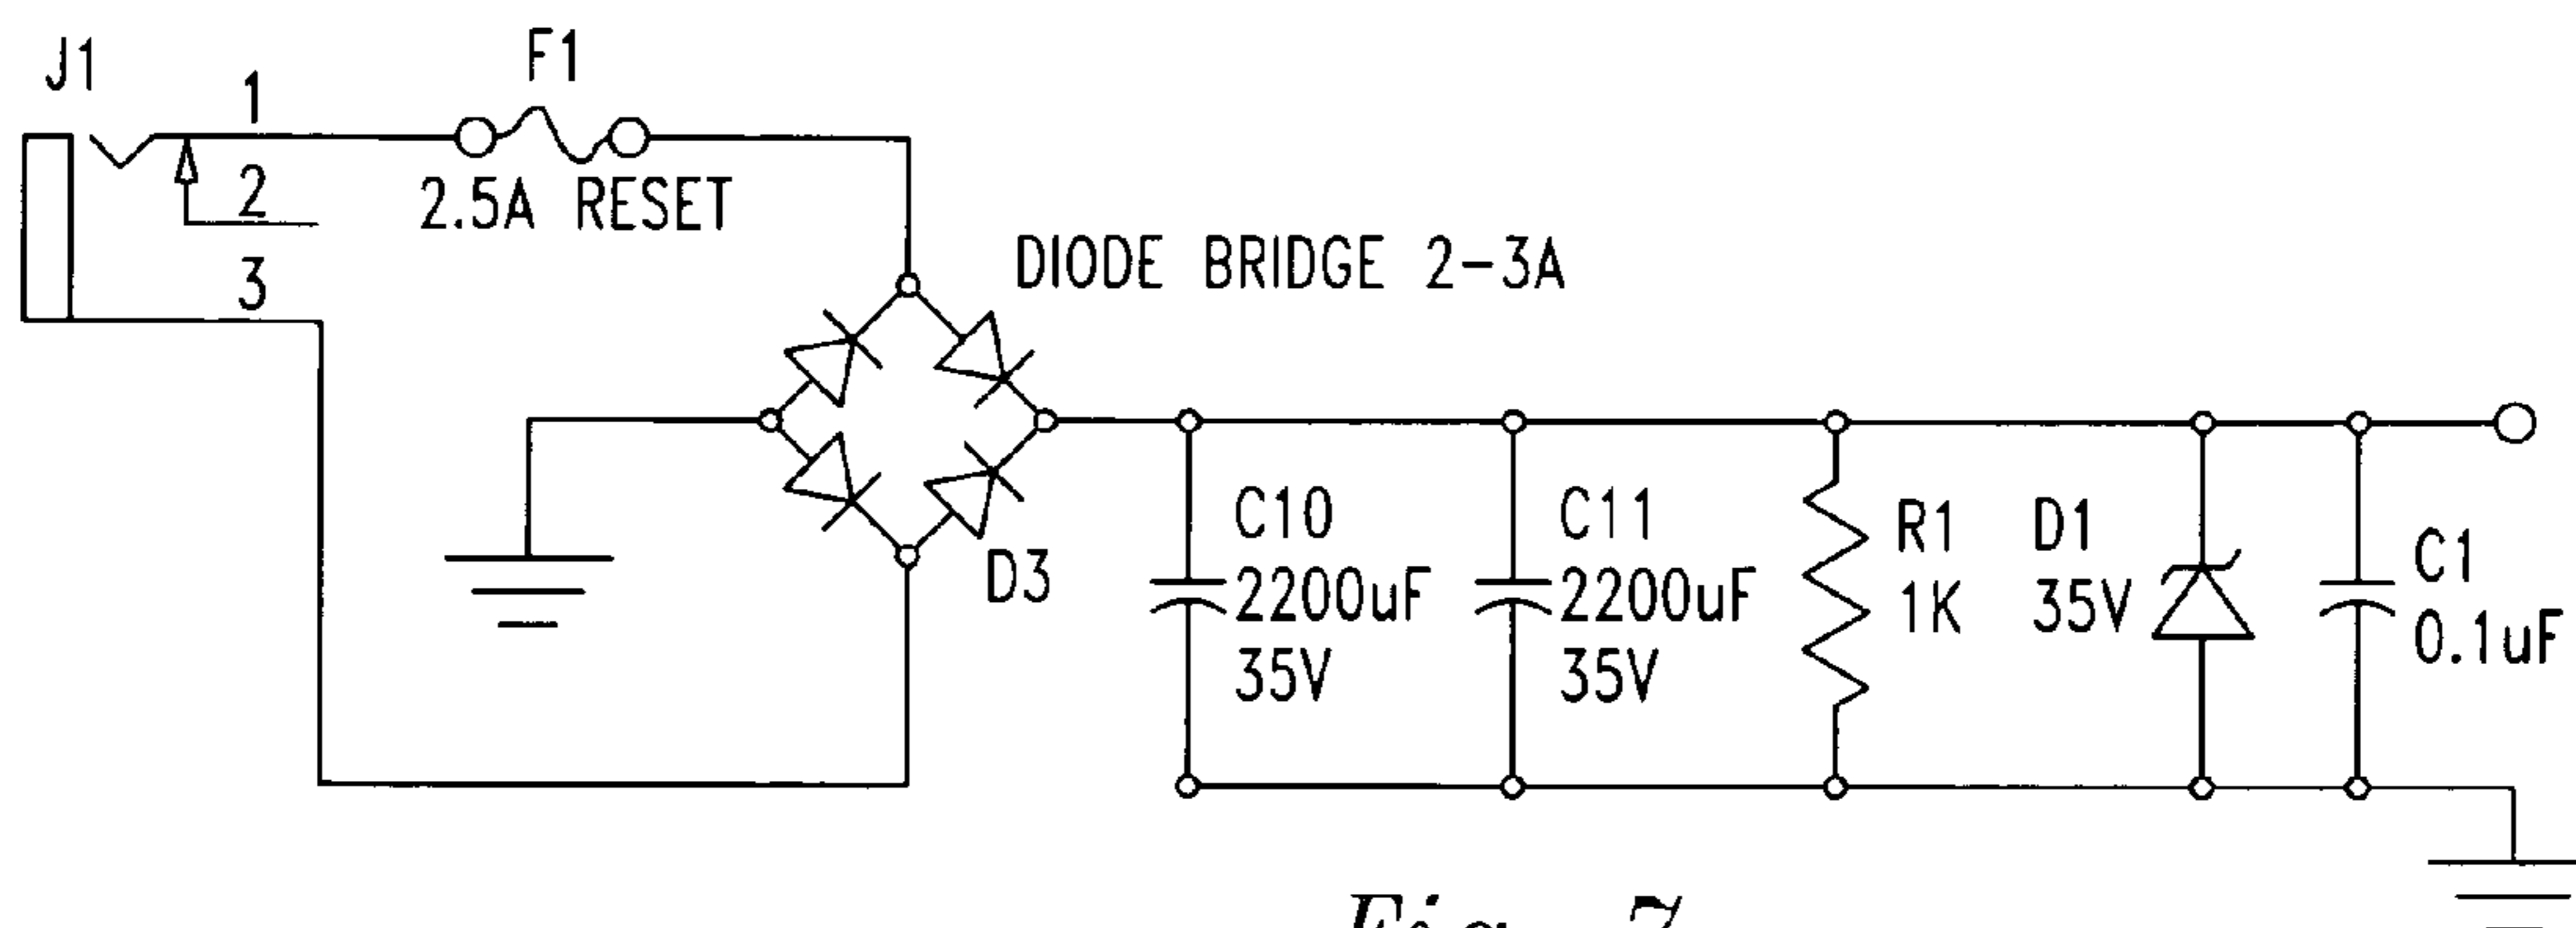 J1
1
2
3
F1
2.5A RESET
DIODE BRIDGE 2-3A
D3
C10
2200uF
35V
C11
2200uF
35V
R1
1K
D1
35V
C1
0.1uF